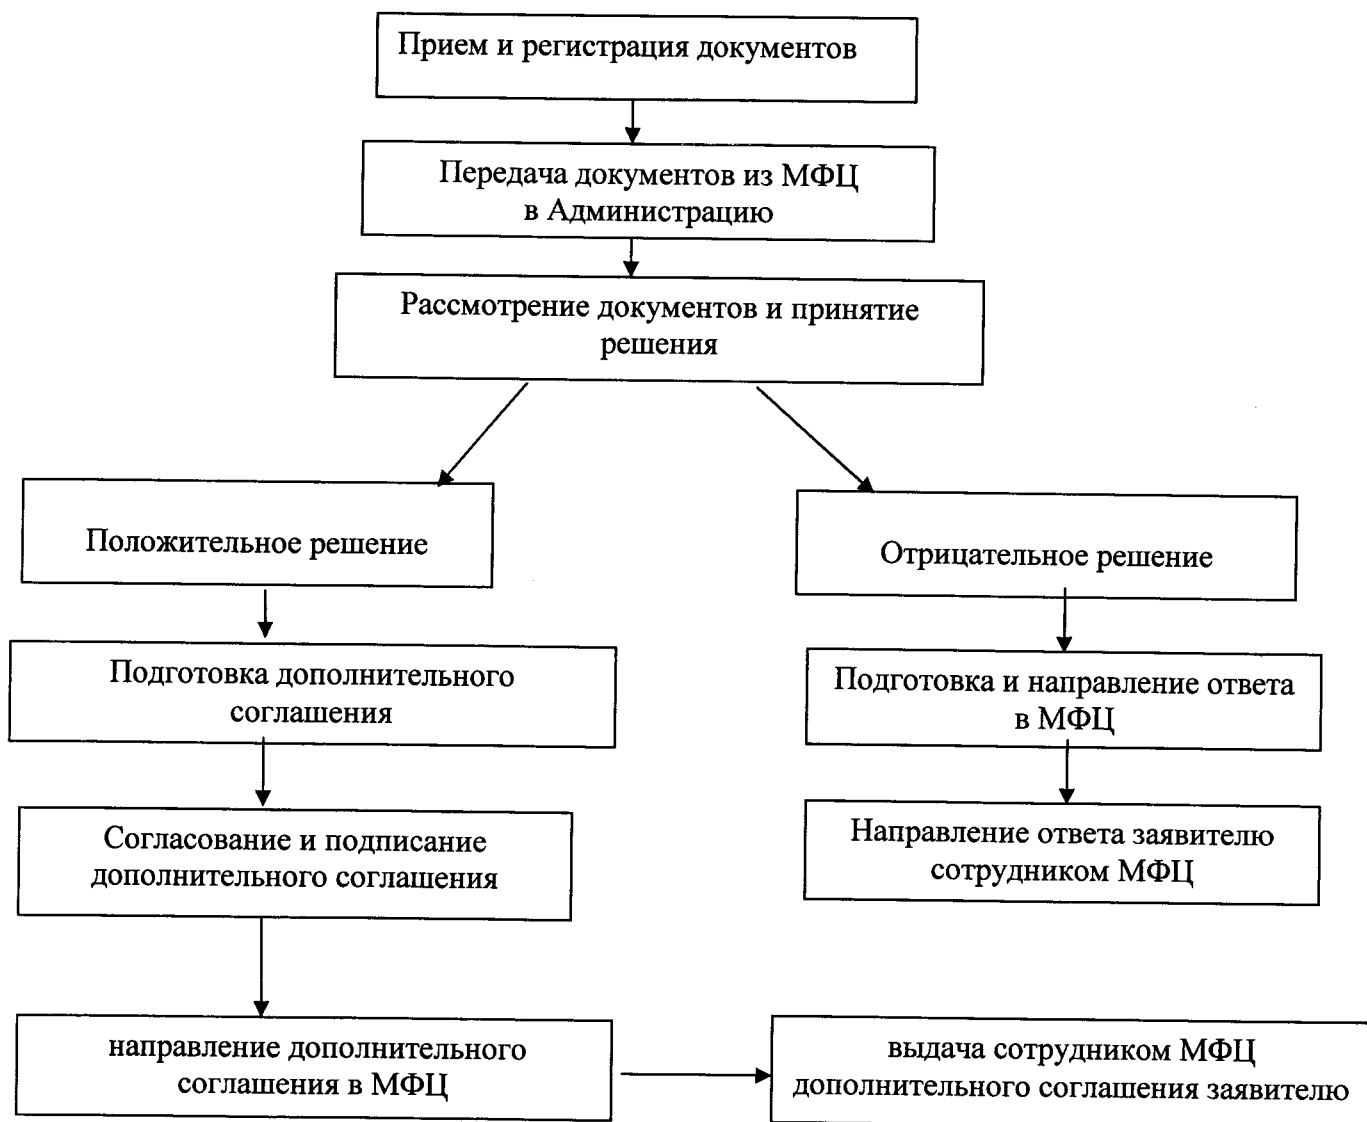 Прием и регистрация документов
Передача документов из МФЦ
в Администрацию
Рассмотрение документов и принятие
решения
Положительное решение
Отрицательное решение
Подготовка дополнительного
соглашения
Подготовка и направление ответа
в МФЦ
Согласование и подписание
дополнительного соглашения
Направление ответа заявителю
сотрудником МФЦ
направление дополнительного
соглашения в МФЦ
выдача сотрудником МФЦ
дополнительного соглашения заявителю